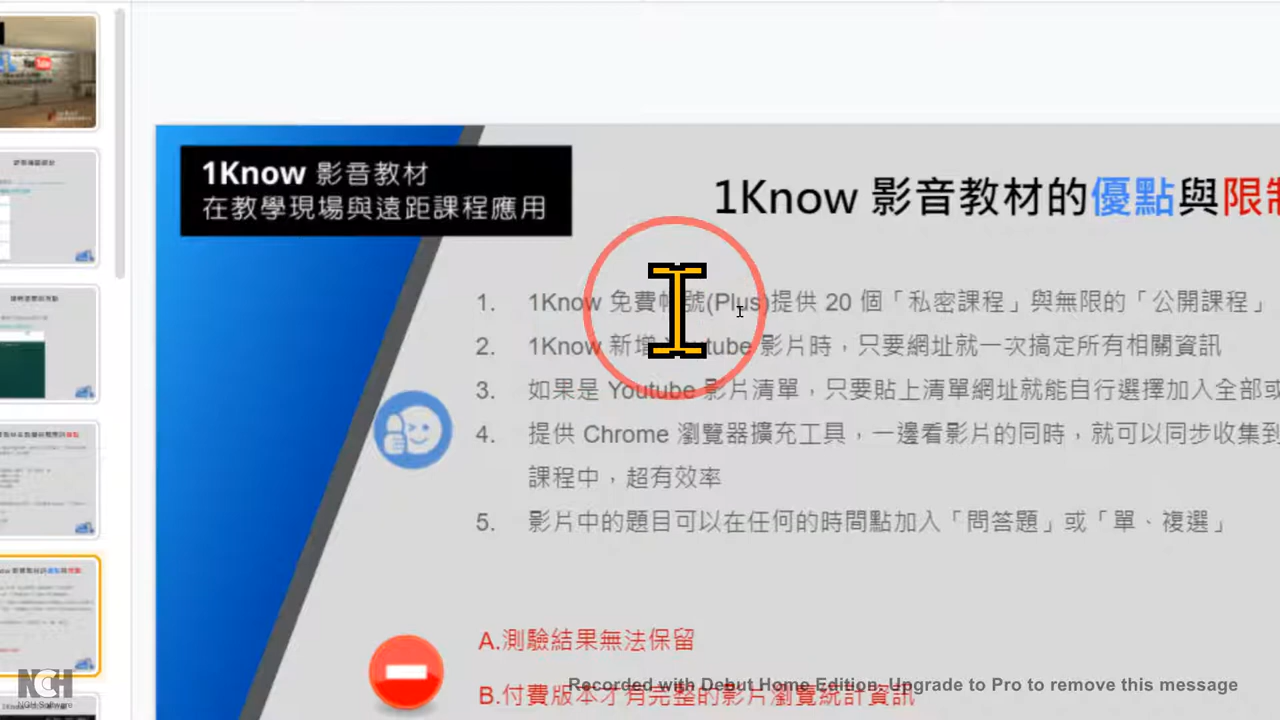 1Know 影音教材
在教學現場與遠距課程應用
1Know 影音教材的優點與限制
1. 1Know 免費帳號(Plus)提供 20 個「私密課程」與無限的「公開課程」
2. 1Know 新增 Youtube 影片時，只要網址就一次搞定所有相關資訊
3. 如果是 Youtube 影片清單，只要貼上清單網址就能自行選擇加入全部或
4. 提供 Chrome 瀏覽器擴充工具，一邊看影片的同時，就可以同步收集到
課程中，超有效率
5. 影片中的題目可以在任何的時間點加入「問答題」或「單、複選」
A.測驗結果無法保留
B.付費版本才有完整的影片瀏覽統計資訊
Recorded with Debut Home Edition. Upgrade to Pro to remove this message
NCH
NCH Software